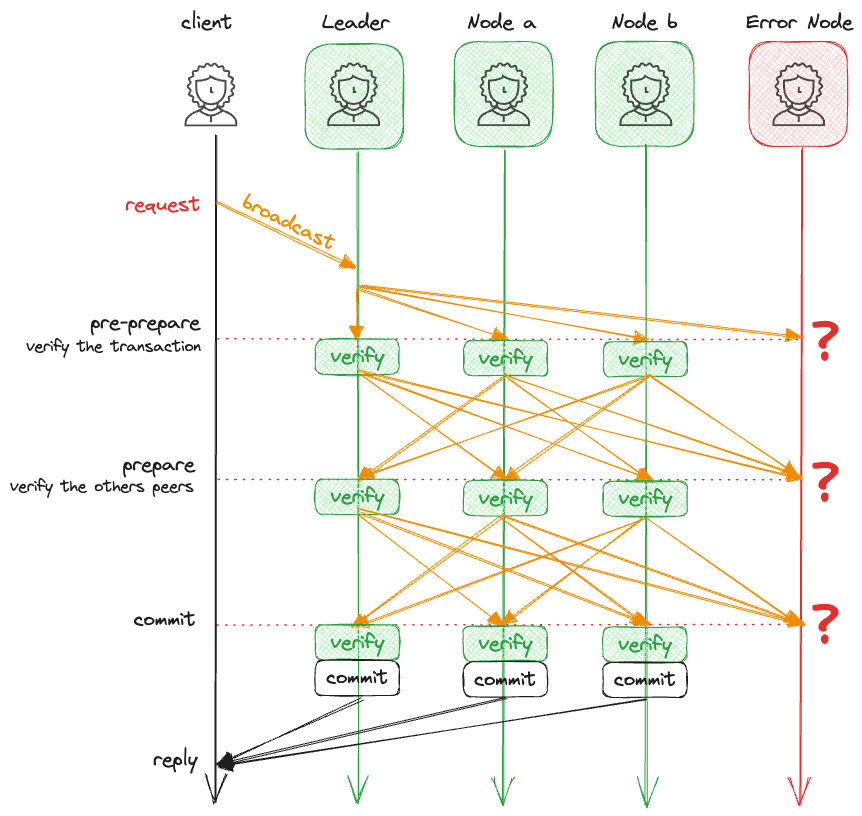 client
Leader
Node a
Node b
Error Node
request
broadcast
pre-prepare
verify the transaction
?
verify
verify
verify
prepare
verify the others peers
?
verify
verify
verify
commit
?
verify
verify
verify
commit
commit
commit
reply